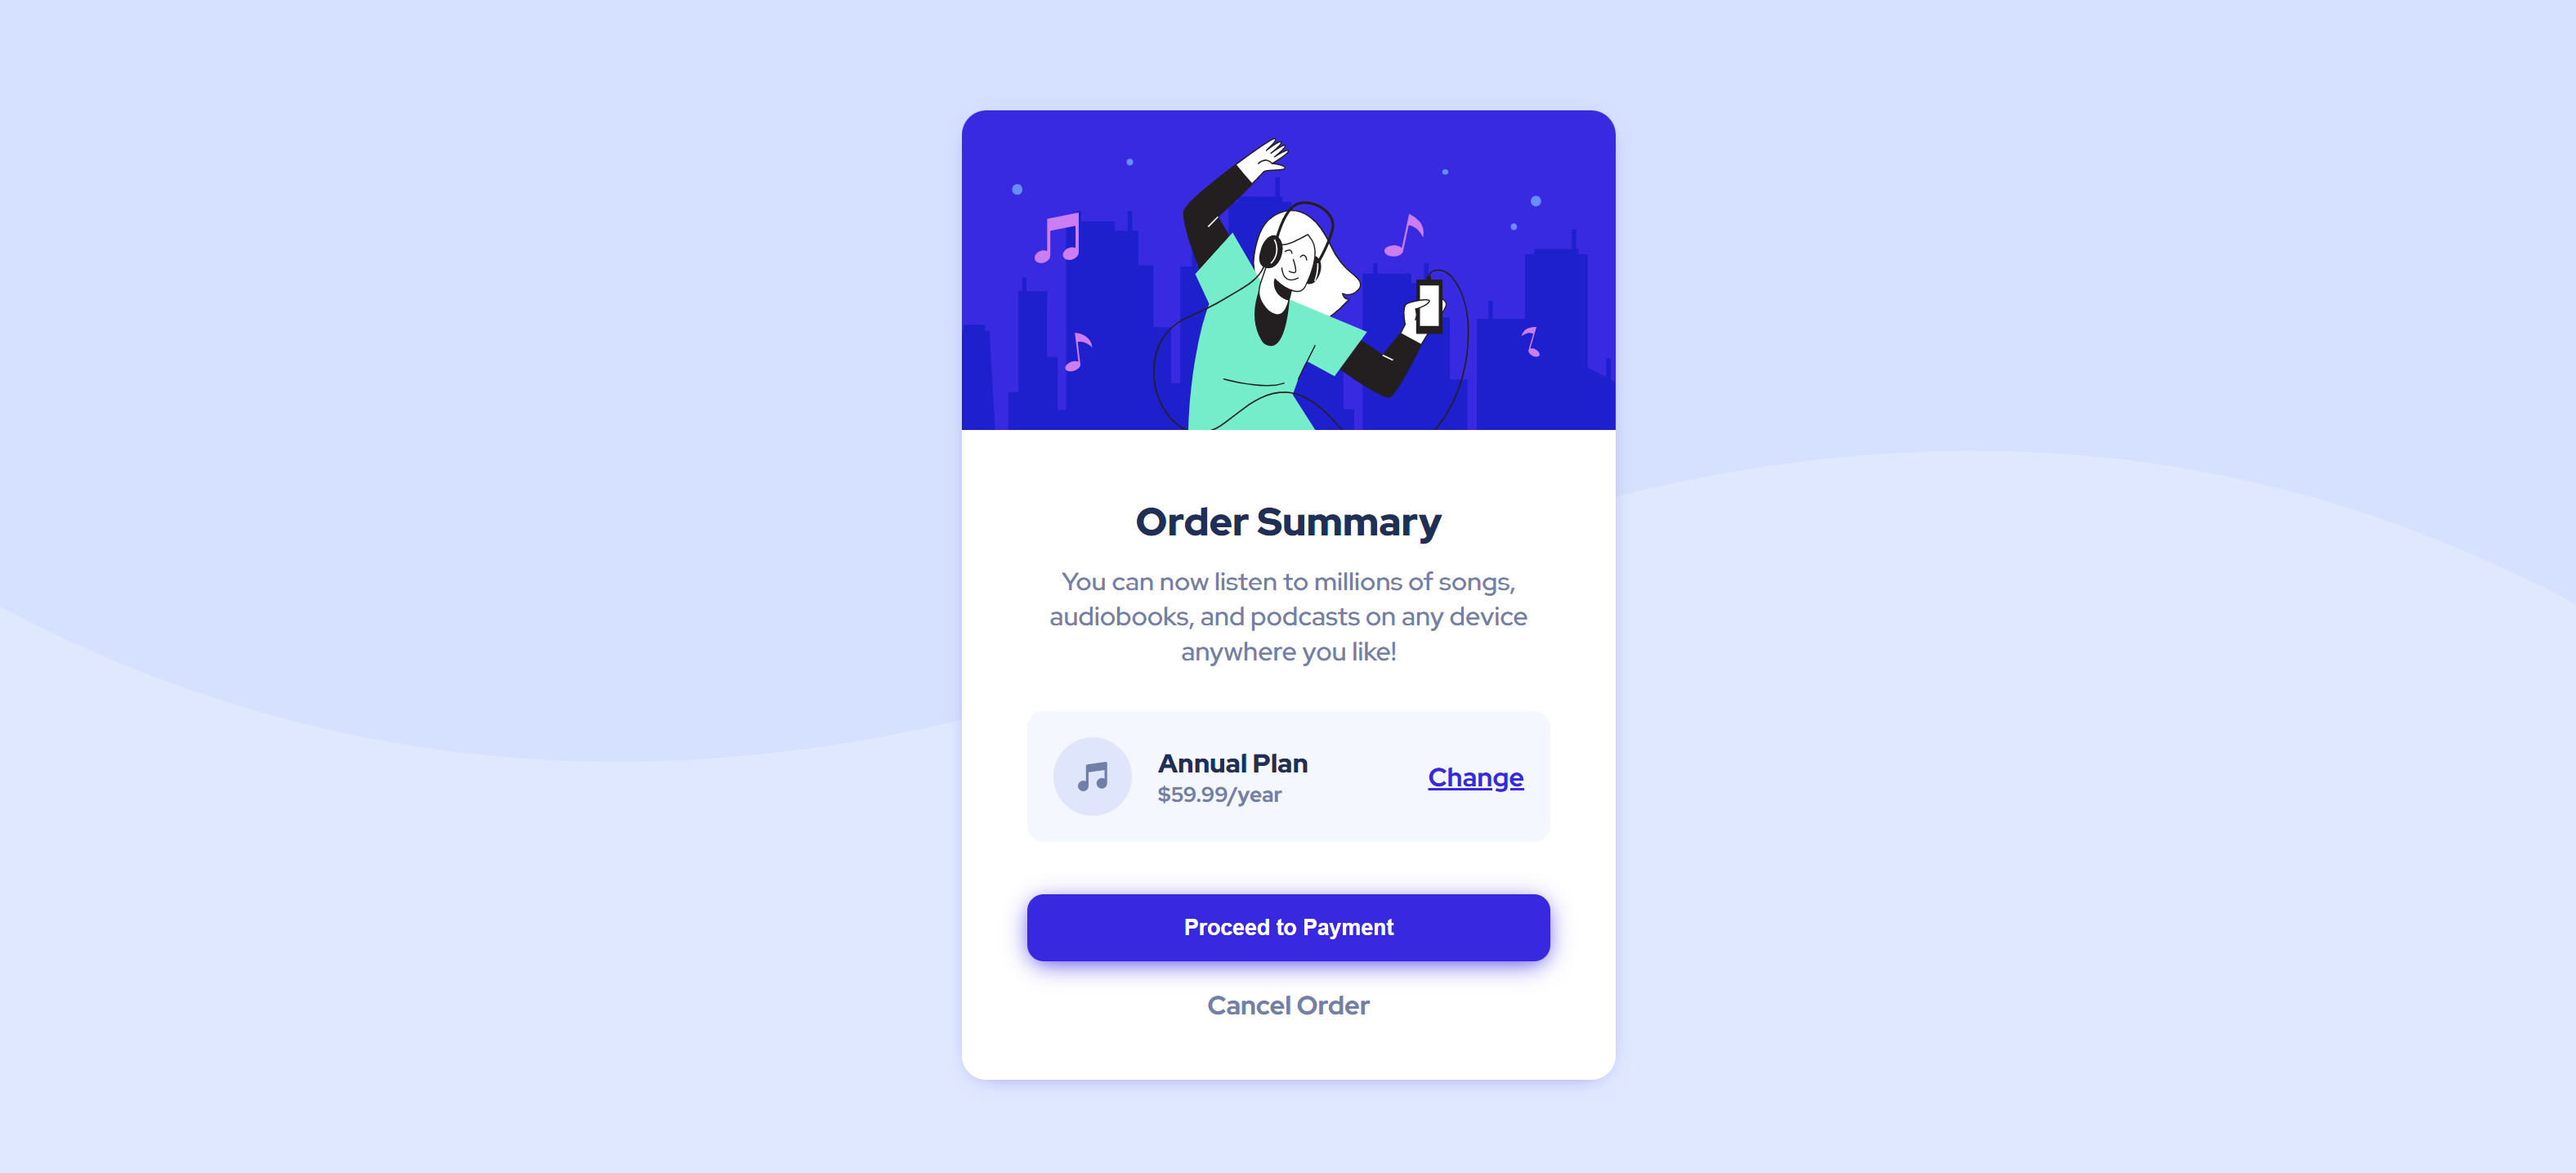 Order Summary
You can now listen to millions of songs,
audiobooks, and podcasts on any device
anywhere you like!
Annual Plan
$59.99/year
Change
Proceed to Payment
Cancel Order